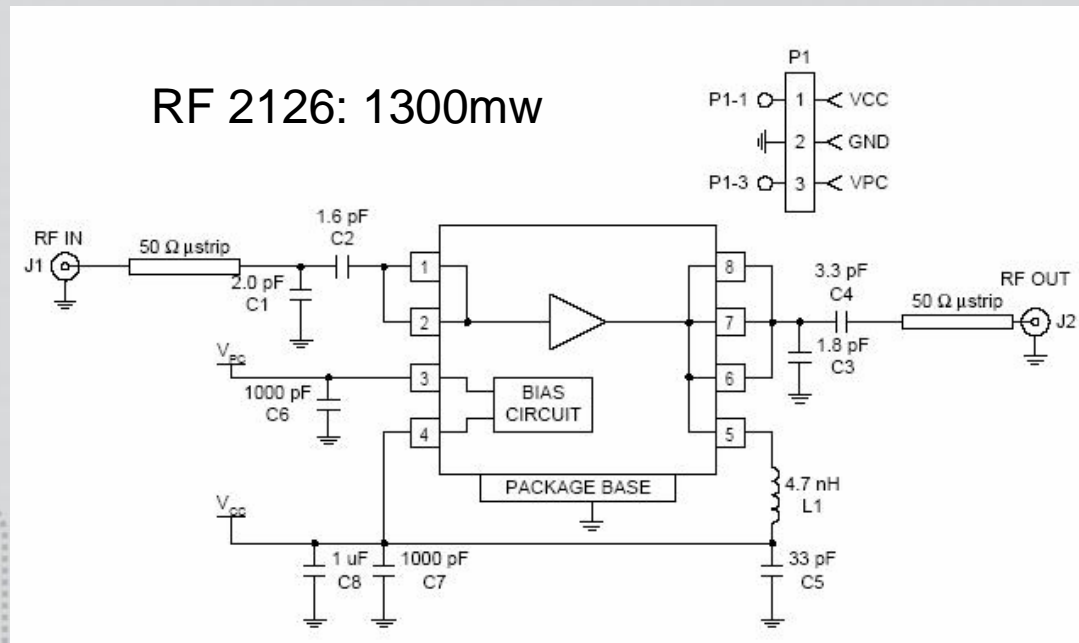 RF 2126: 1300mw
P1
P1-1 1 VCC
2 GND
P1-3 3 VPC
RF IN
J1
50 Ω µstrip
2.0 pF
C1
1.6 pF
C2
1
2
3
4
VPC
1000 pF
C6
BIAS
CIRCUIT
8
7
6
5
3.3 pF
C4
1.8 pF
C3
50 Ω µstrip
RF OUT
J2
PACKAGE BASE
4.7 nH
L1
VCC
1 uF
C8
1000 pF
C7
33 pF
C5